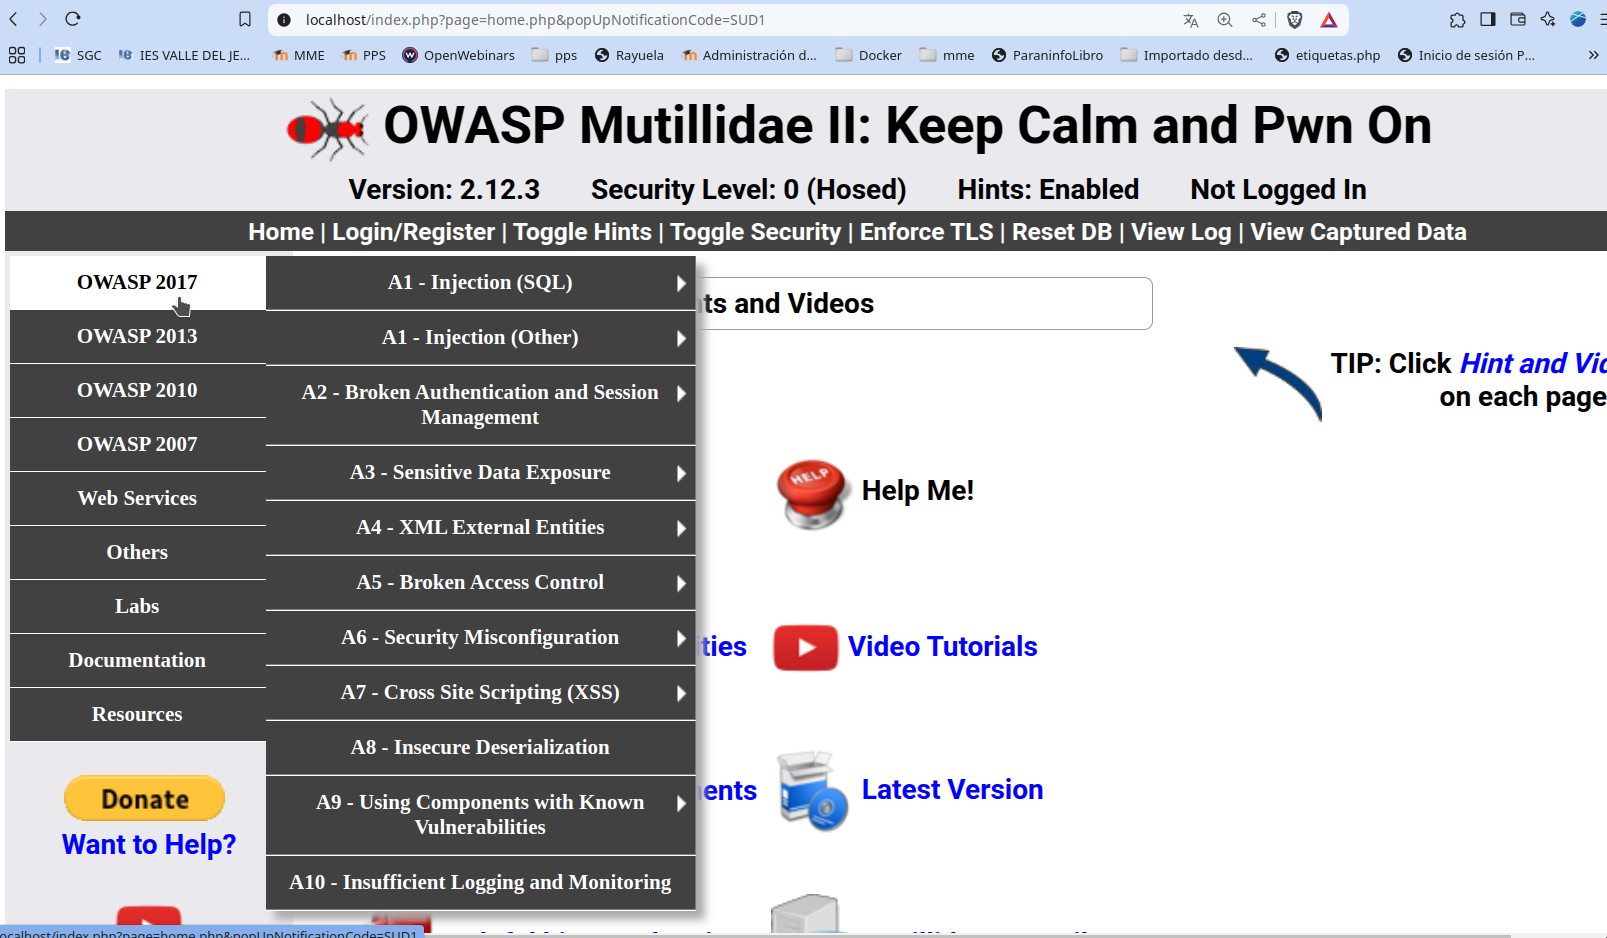 localhost/index.php?page=home.php&popUpNotificationCode=SUD1
SGC
IES VALLE DEL JE...
MME
PPS
OpenWebinars
pps
Rayuela
Administración d...
Docker
mme
ParaninfoLibro
Importado desd...
etiquetas.php
Inicio de sesión P...
»
OWASP Mutillidae II: Keep Calm and Pwn On
Version: 2.12.3 Security Level: 0 (Hosed) Hints: Enabled Not Logged In
Home | Login/Register | Toggle Hints | Toggle Security | Enforce TLS | Reset DB | View Log | View Captured Data
OWASP 2017
OWASP 2013
OWASP 2010
OWASP 2007
Web Services
Others
Labs
Documentation
Resources
Donate
Want to Help?
A1 - Injection (SQL)
A1 - Injection (Other)
A2 - Broken Authentication and Session
Management
A3 - Sensitive Data Exposure
A4 - XML External Entities
A5 - Broken Access Control
A6 - Security Misconfiguration
A7 - Cross Site Scripting (XSS)
A8 - Insecure Deserialization
A9 - Using Components with Known
Vulnerabilities
A10 - Insufficient Logging and Monitoring
ts and Videos
TIP: Click Hint and Vid
on each page
HELP
Help Me!
ties
Video Tutorials
ents
Latest Version
ocalhost/index.php?page=home.php&popUpNotificationCode=SUD1